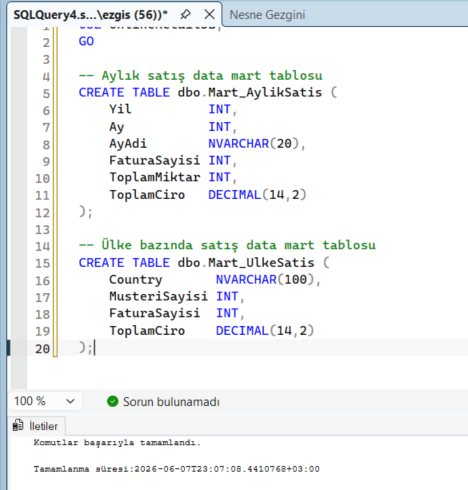 SQLQuery4.s...\ezgis (56))*
Nesne Gezgini
1
2 GO
3
4 -- Aylık satış data mart tablosu
5 CREATE TABLE dbo.Mart_AylikSatis (
6 Yil INT,
7 Ay INT,
8 AyAdi NVARCHAR(20),
9 FaturaSayisi INT,
10 ToplamMiktar INT,
11 ToplamCiro DECIMAL(14,2)
12 );
13
14 -- Ülke bazında satış data mart tablosu
15 CREATE TABLE dbo.Mart_UlkeSatis (
16 Country NVARCHAR(100),
17 MusteriSayisi INT,
18 FaturaSayisi INT,
19 ToplamCiro DECIMAL(14,2)
20 );
100 %
Sorun bulunamadı
İletiler
Komutlar başarıyla tamamlandı.
Tamamlanma süresi:2026-06-07T23:07:08.4410768+03:00